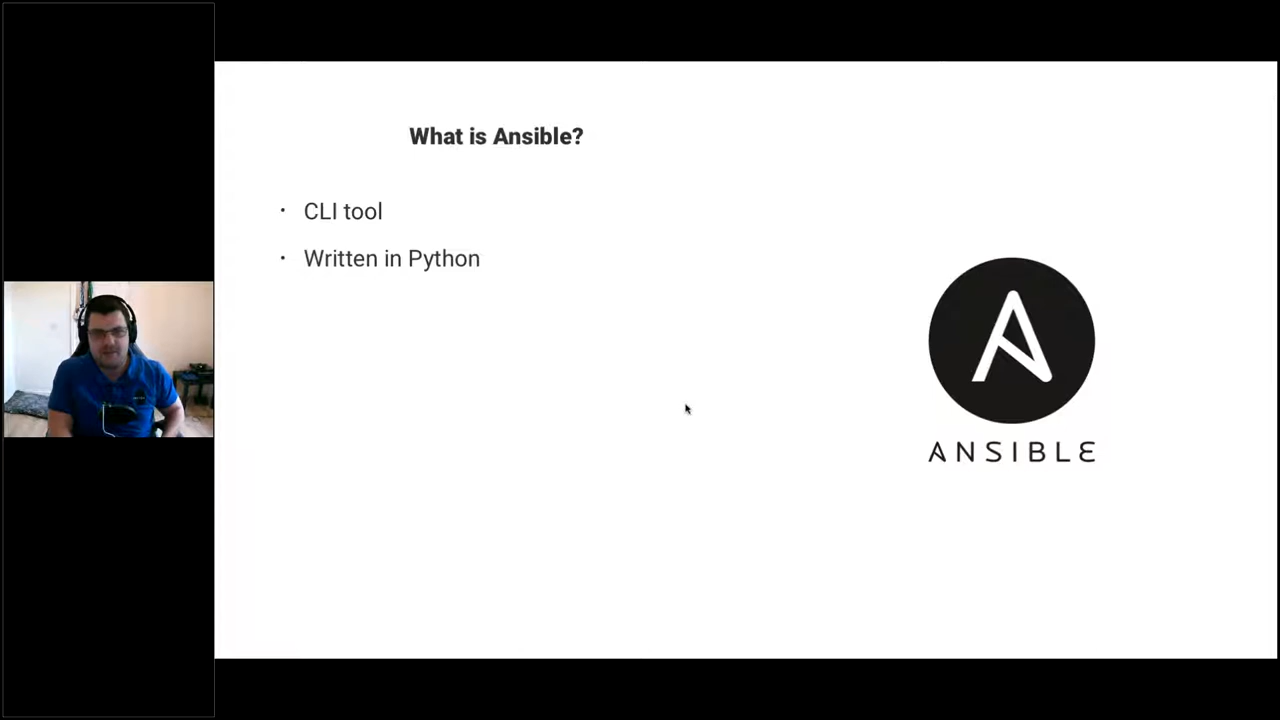 What is Ansible?
• CLI tool
• Written in Python
ANSIBLE